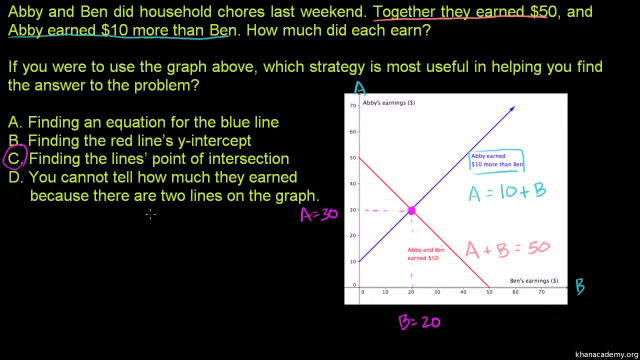 Abby and Ben did household chores last weekend. Together they earned $50, and
Abby earned $10 more than Ben. How much did each earn?
If you were to use the graph above, which strategy is most useful in helping you find
the answer to the problem?
A. Finding an equation for the blue line
B. Finding the red line's y-intercept
C. Finding the lines' point of intersection
D. You cannot tell how much they earned
because there are two lines on the graph.
A
Abby's earnings ($)
70
60
50
40
30
20
10
0
Abby earned
$10 more than Ben
A = 10 + B
A = 30
Abby and Ben
earned $50
A + B = 50
Ben's earnings ($)
B
0 10 20 30 40 50 60 70
B = 20
khanacademy.org